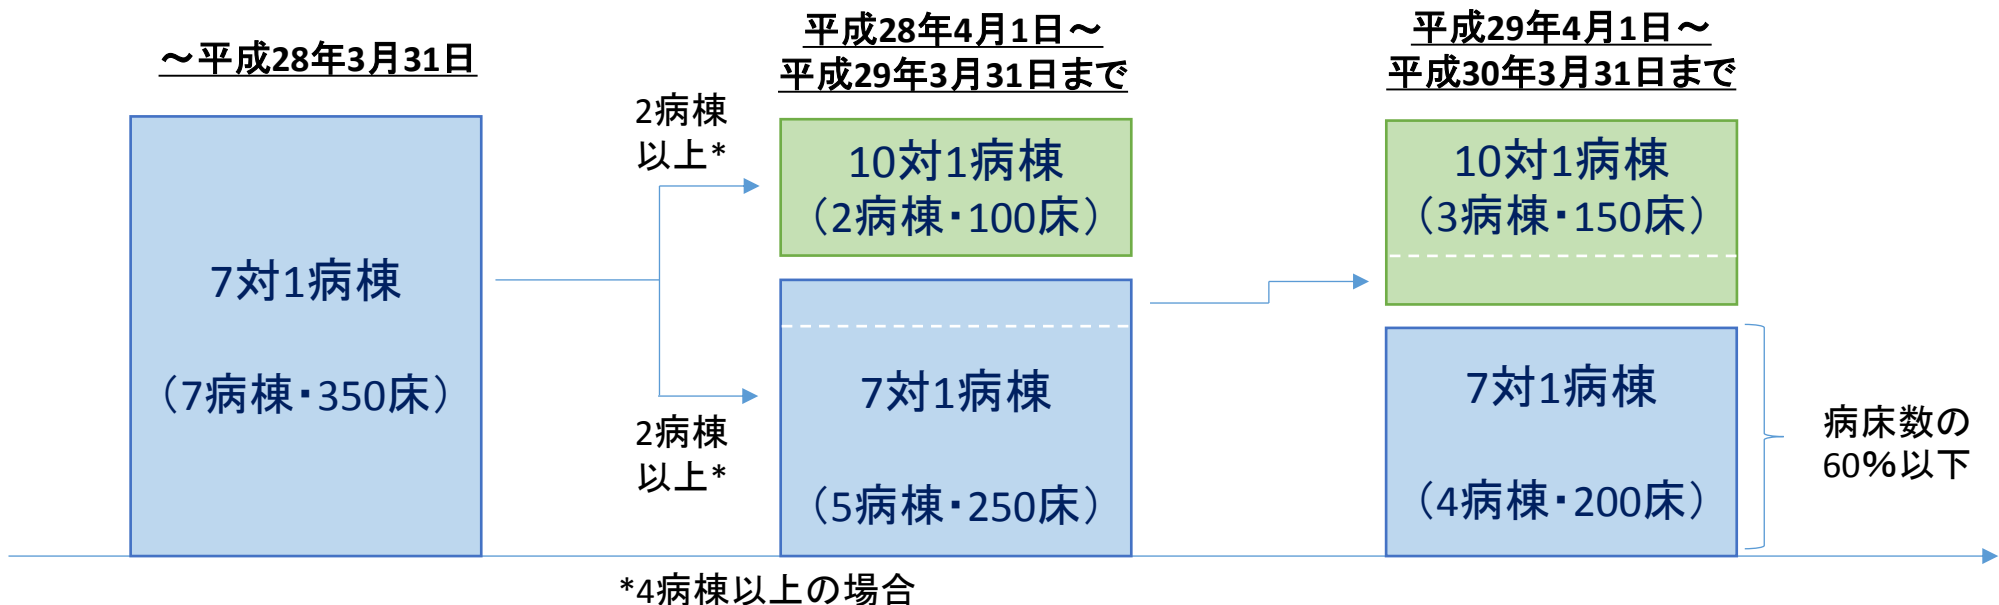 ～平成28年3月31日
7対1病棟
（7病棟・350床）
2病棟
以上*
2病棟
以上*
平成28年4月1日～
平成29年3月31日まで
10対1病棟
（2病棟・100床）
7対1病棟
（5病棟・250床）
平成29年4月1日～
平成30年3月31日まで
10対1病棟
（3病棟・150床）
7対1病棟
（4病棟・200床）
病床数の
60%以下
*4病棟以上の場合